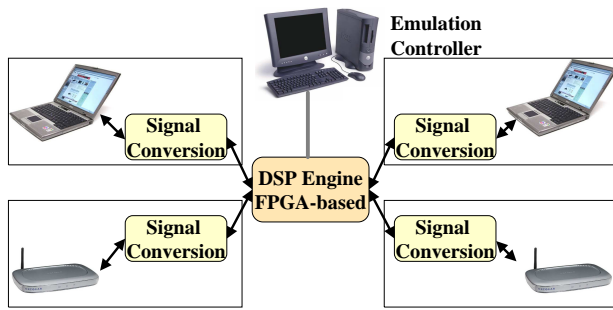 Emulation
Controller
Signal
Conversion
Signal
Conversion
DSP Engine
FPGA-based
Signal
Conversion
Signal
Conversion